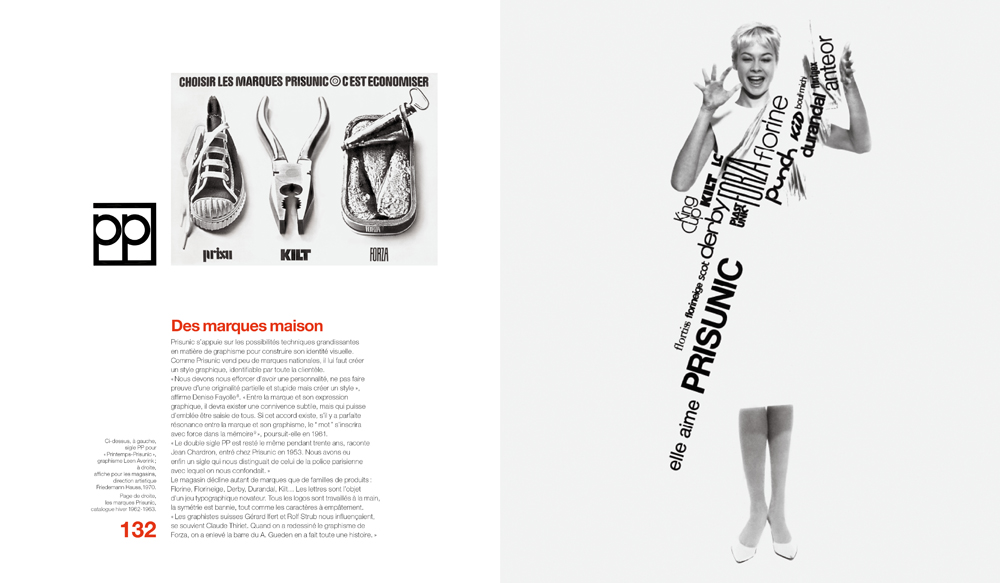 CHOISIR LES MARQUES PRISUNIC C'EST ECONOMISER
PP
FORZA
prisu
KILT
FORZA
Des marques maison
Prisunic s'appuie sur les possibilités techniques grandissantes
en matière de graphisme pour construire son identité visuelle.
Comme Prisunic vend peu de marques nationales, il lui faut créer
un style graphique, identifiable par toute la clientèle.
« Nous devons nous efforcer d'avoir une personnalité, ne pas faire
preuve d'une originalité partielle et stupide mais créer un style »,
affirme Denise Fayolle⁸. « Entre la marque et son expression
graphique, il devra exister une connivence subtile, mais qui puisse
d'emblée être saisie de tous. Si cet accord existe, s'il y a parfaite
résonance entre la marque et son graphisme, le “ mot ” s'inscrira
avec force dans la mémoire⁹ », poursuit-elle en 1961.
« Le double sigle PP est resté le même pendant trente ans, raconte
Jean Chardron, entré chez Prisunic en 1953. Nous avons eu
enfin un sigle qui nous distinguait de celui de la police parisienne
avec lequel on nous confondait. »
Le magasin décline autant de marques que de familles de produits :
Florine, Florineige, Derby, Durandal, Kilt… Les lettres sont l'objet
d'un jeu typographique novateur. Tous les logos sont travaillés à la main,
la symétrie est bannie, tout comme les caractères à empâtement.
« Les graphistes suisses Gérard Ifert et Rolf Strub nous influençaient,
se souvient Claude Thiriet. Quand on a redessiné le graphisme de
Forza, on a enlevé la barre du A. Gueden en a fait toute une histoire. »
Ci-dessus, à gauche,
sigle PP pour
« Printemps-Prisunic »,
graphisme Leon Averink ;
à droite,
affiche pour les magasins,
direction artistique
Friedemann Hauss, 1970.
Page de droite,
les marques Prisunic,
catalogue hiver 1962-1963.
132
anteor
durandal
boul'mich
Kid
punch
florine
FORZA
LC
KILT
PLAST
UNIK
King
club
derby
scot
florineige
flortiss
elle aime PRISUNIC